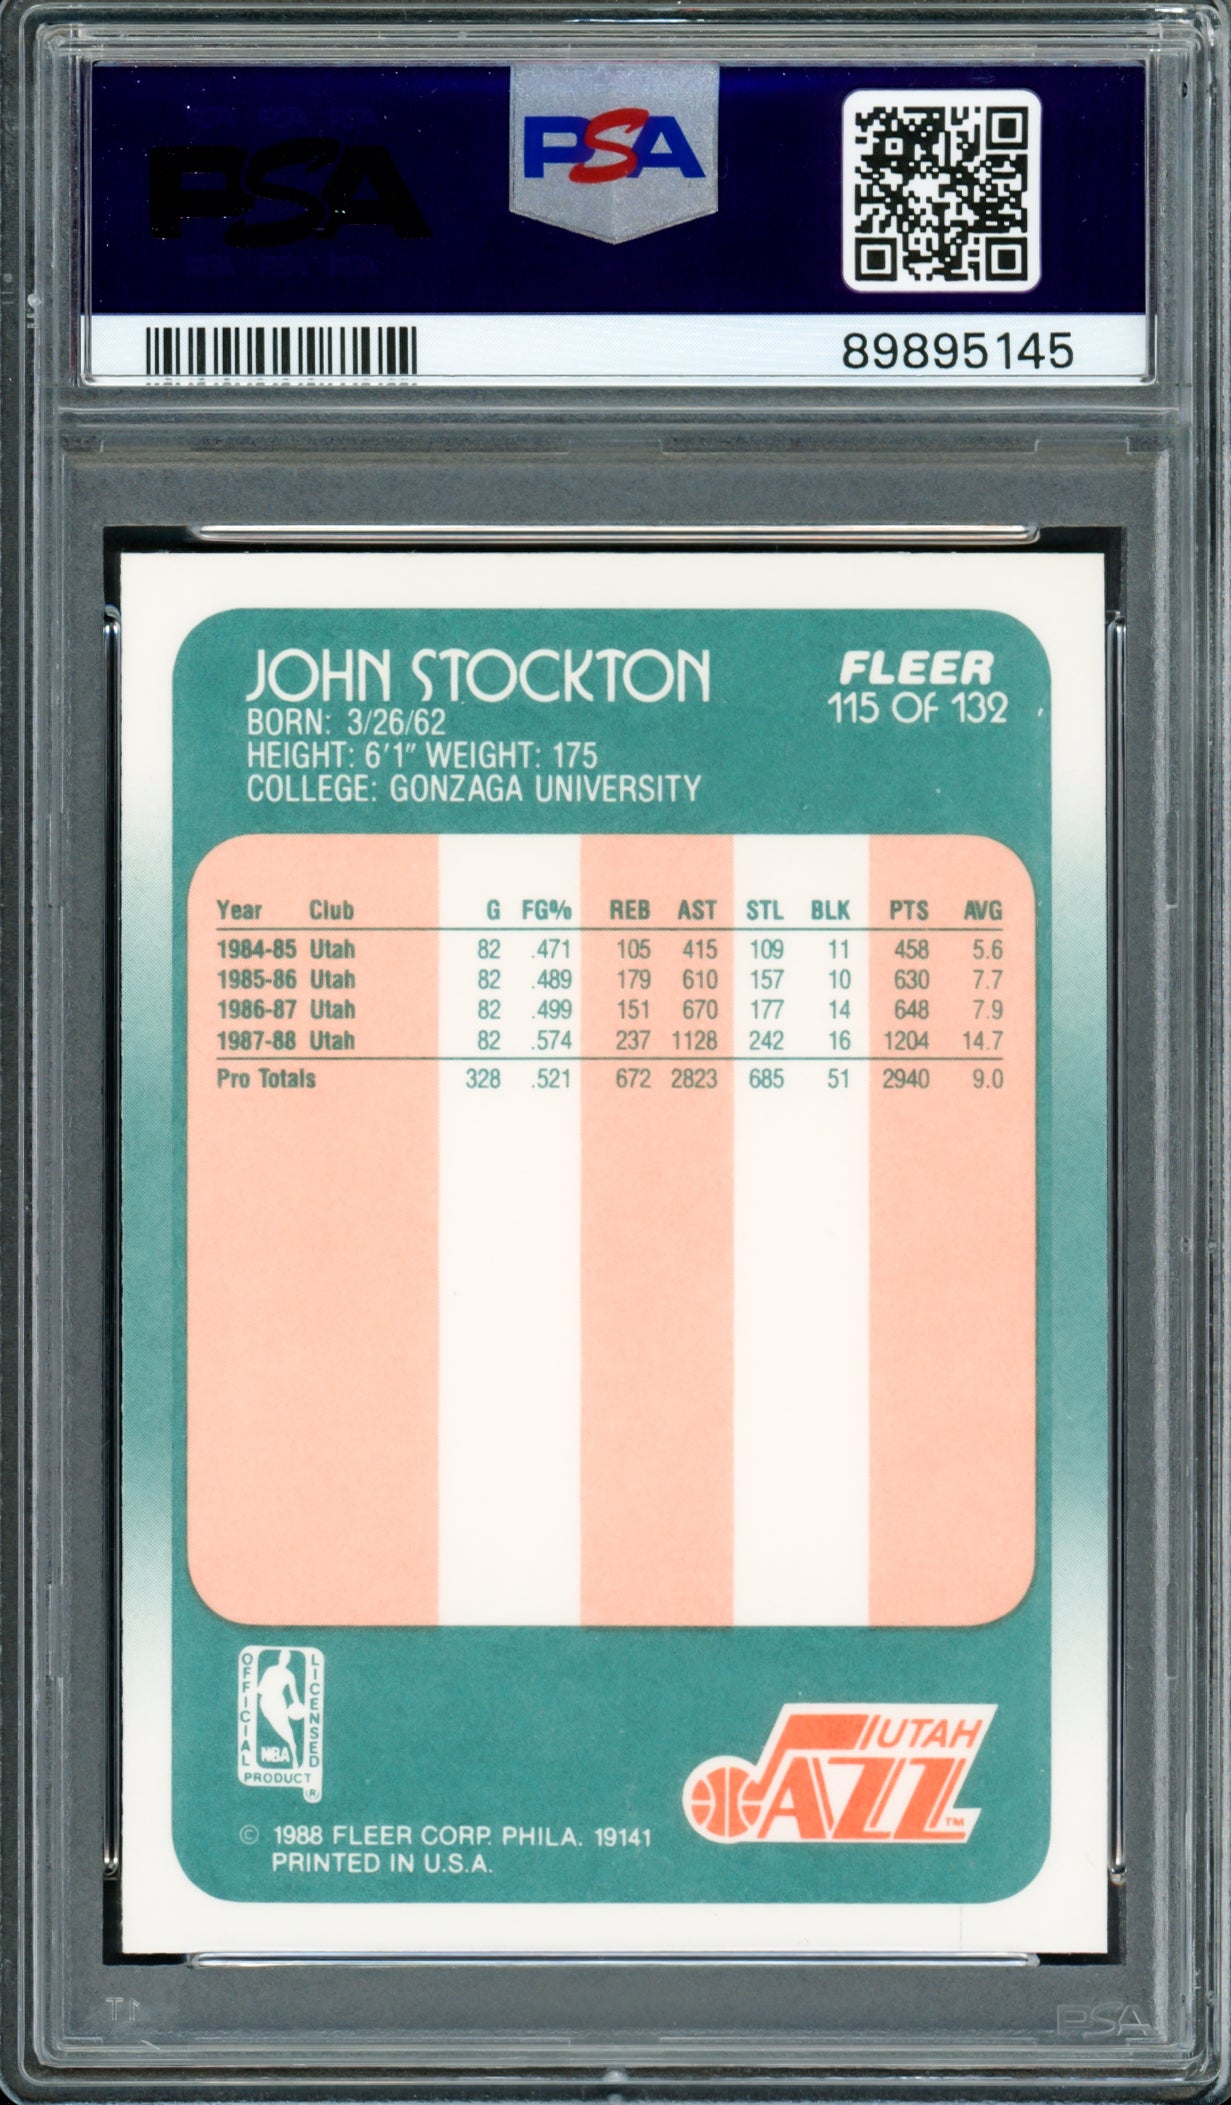 PSA
PSA
89895145
JOHN STOCKTON
FLEER
115 OF 132
BORN: 3/26/62
HEIGHT: 6'1" WEIGHT: 175
COLLEGE: GONZAGA UNIVERSITY
Year Club G FG% REB AST STL BLK PTS AVG
1984-85 Utah 82 .471 105 415 109 11 458 5.6
1985-86 Utah 82 .489 179 610 157 10 630 7.7
1986-87 Utah 82 .499 151 670 177 14 648 7.9
1987-88 Utah 82 .574 237 1128 242 16 1204 14.7
Pro Totals 328 .521 672 2823 685 51 2940 9.0
OFFICIAL LICENSED
NBA
PRODUCT
®
UTAH
JAZZ™
© 1988 FLEER CORP. PHILA. 19141
PRINTED IN U.S.A.
PSA